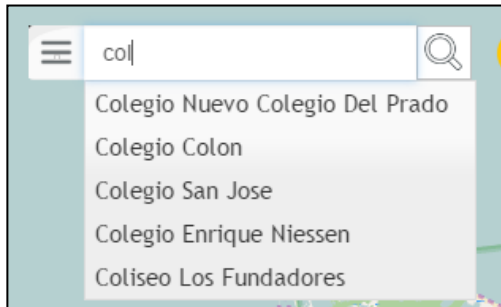 col
Colegio Nuevo Colegio Del Prado
Colegio Colon
Colegio San Jose
Colegio Enrique Niessen
Coliseo Los Fundadores